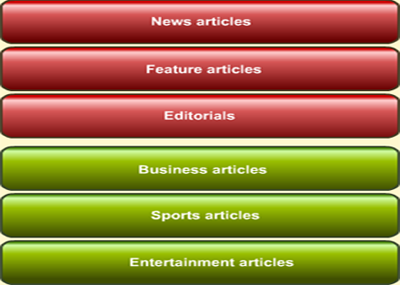 News articles
Feature articles
Editorials
Business articles
Sports articles
Entertainment articles